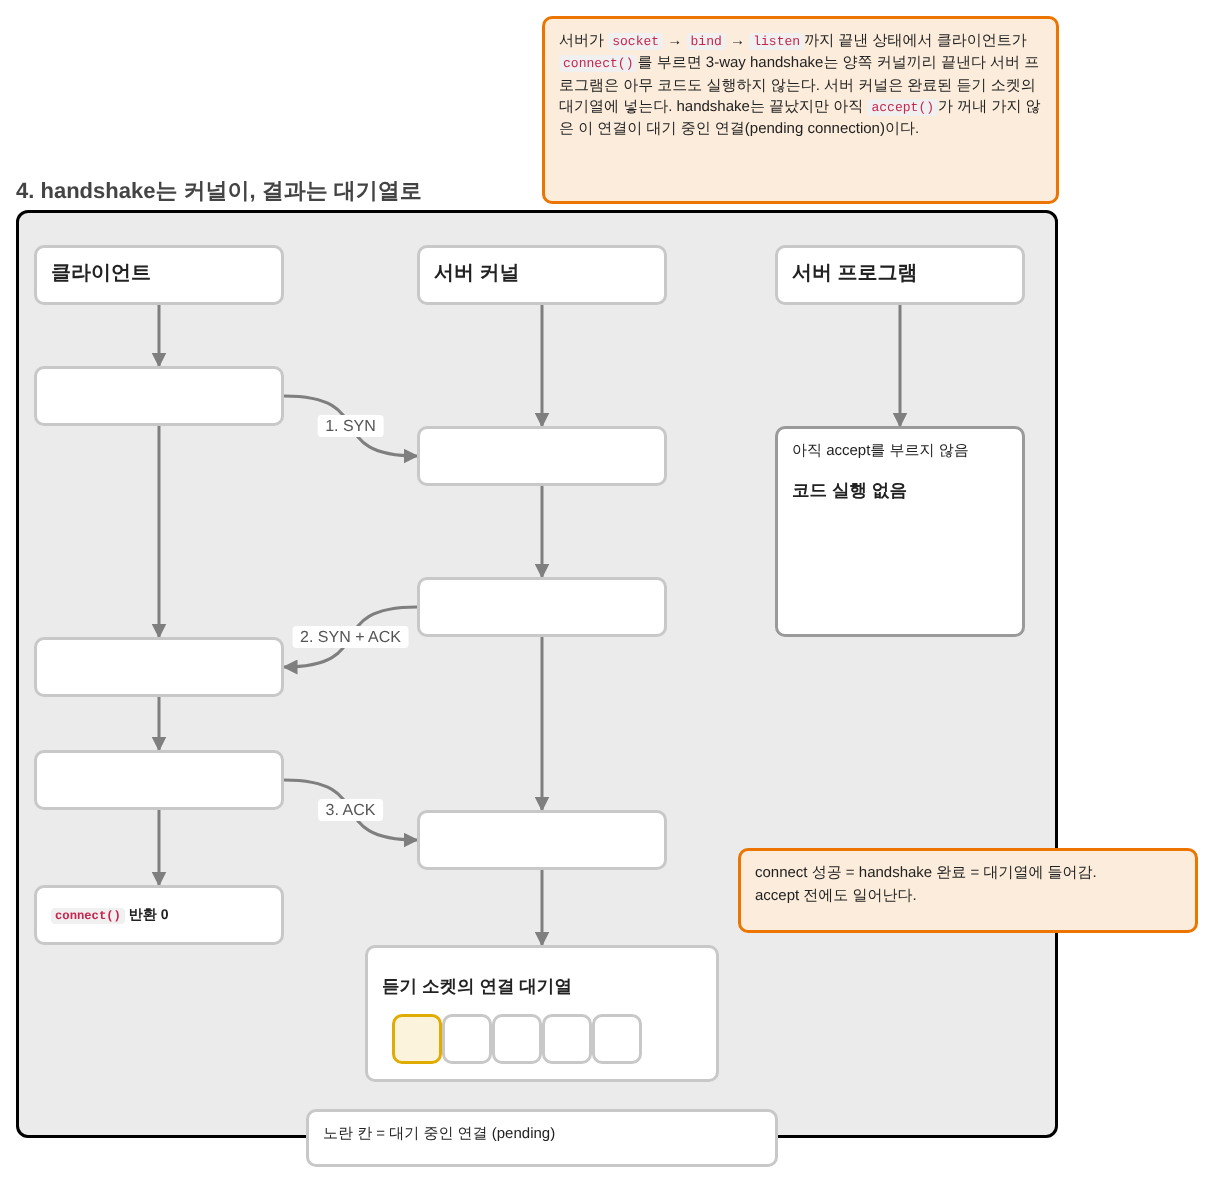 서버가 socket → bind → listen 까지 끝낸 상태에서 클라이언트가
connect() 를 부르면 3-way handshake는 양쪽 커널끼리 끝낸다 서버 프
로그램은 아무 코드도 실행하지 않는다. 서버 커널은 완료된 듣기 소켓의
대기열에 넣는다. handshake는 끝났지만 아직 accept() 가 꺼내 가지 않
은 이 연결이 대기 중인 연결(pending connection)이다.
4. handshake는 커널이, 결과는 대기열로
클라이언트
서버 커널
서버 프로그램
1. SYN
아직 accept를 부르지 않음
코드 실행 없음
2. SYN + ACK
3. ACK
connect() 반환 0
connect 성공 = handshake 완료 = 대기열에 들어감.
accept 전에도 일어난다.
듣기 소켓의 연결 대기열
노란 칸 = 대기 중인 연결 (pending)